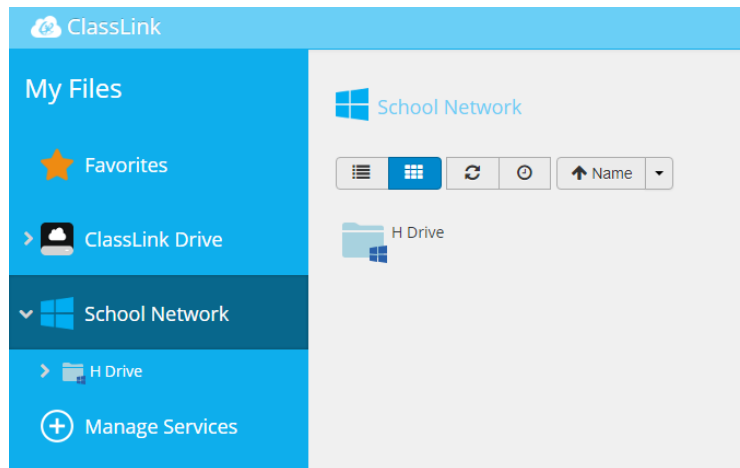 ClassLink
My Files
Favorites
ClassLink Drive
School Network
H Drive
Manage Services
School Network
Name
H Drive